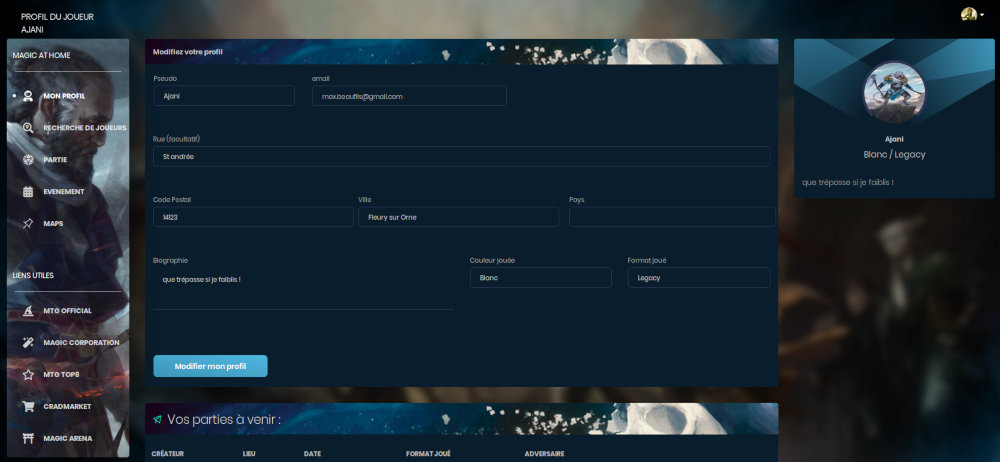 PROFIL DU JOUEUR
AJANI
MAGIC AT HOME
MON PROFIL
RECHERCHE DE JOUEURS
PARTIE
EVENEMENT
MAPS
LIENS UTILES
MTG OFFICIAL
MAGIC CORPORATION
MTG TOP8
CRADMARKET
MAGIC ARENA
Modifiez votre profil
Pseudo email
Ajani max.beaufils@gmail.com
Rue (facultatif)
St andrée
Code Postal Ville Pays
14123 Fleury sur Orne
Biographie Couleur jouée Format joué
que trépasse si je faiblis ! Blanc Legacy
Modifier mon profil
Vos parties à venir :
CRÉATEUR LIEU DATE FORMAT JOUÉ ADVERSAIRE
Ajani
Blanc / Legacy
que trépasse si je faiblis !